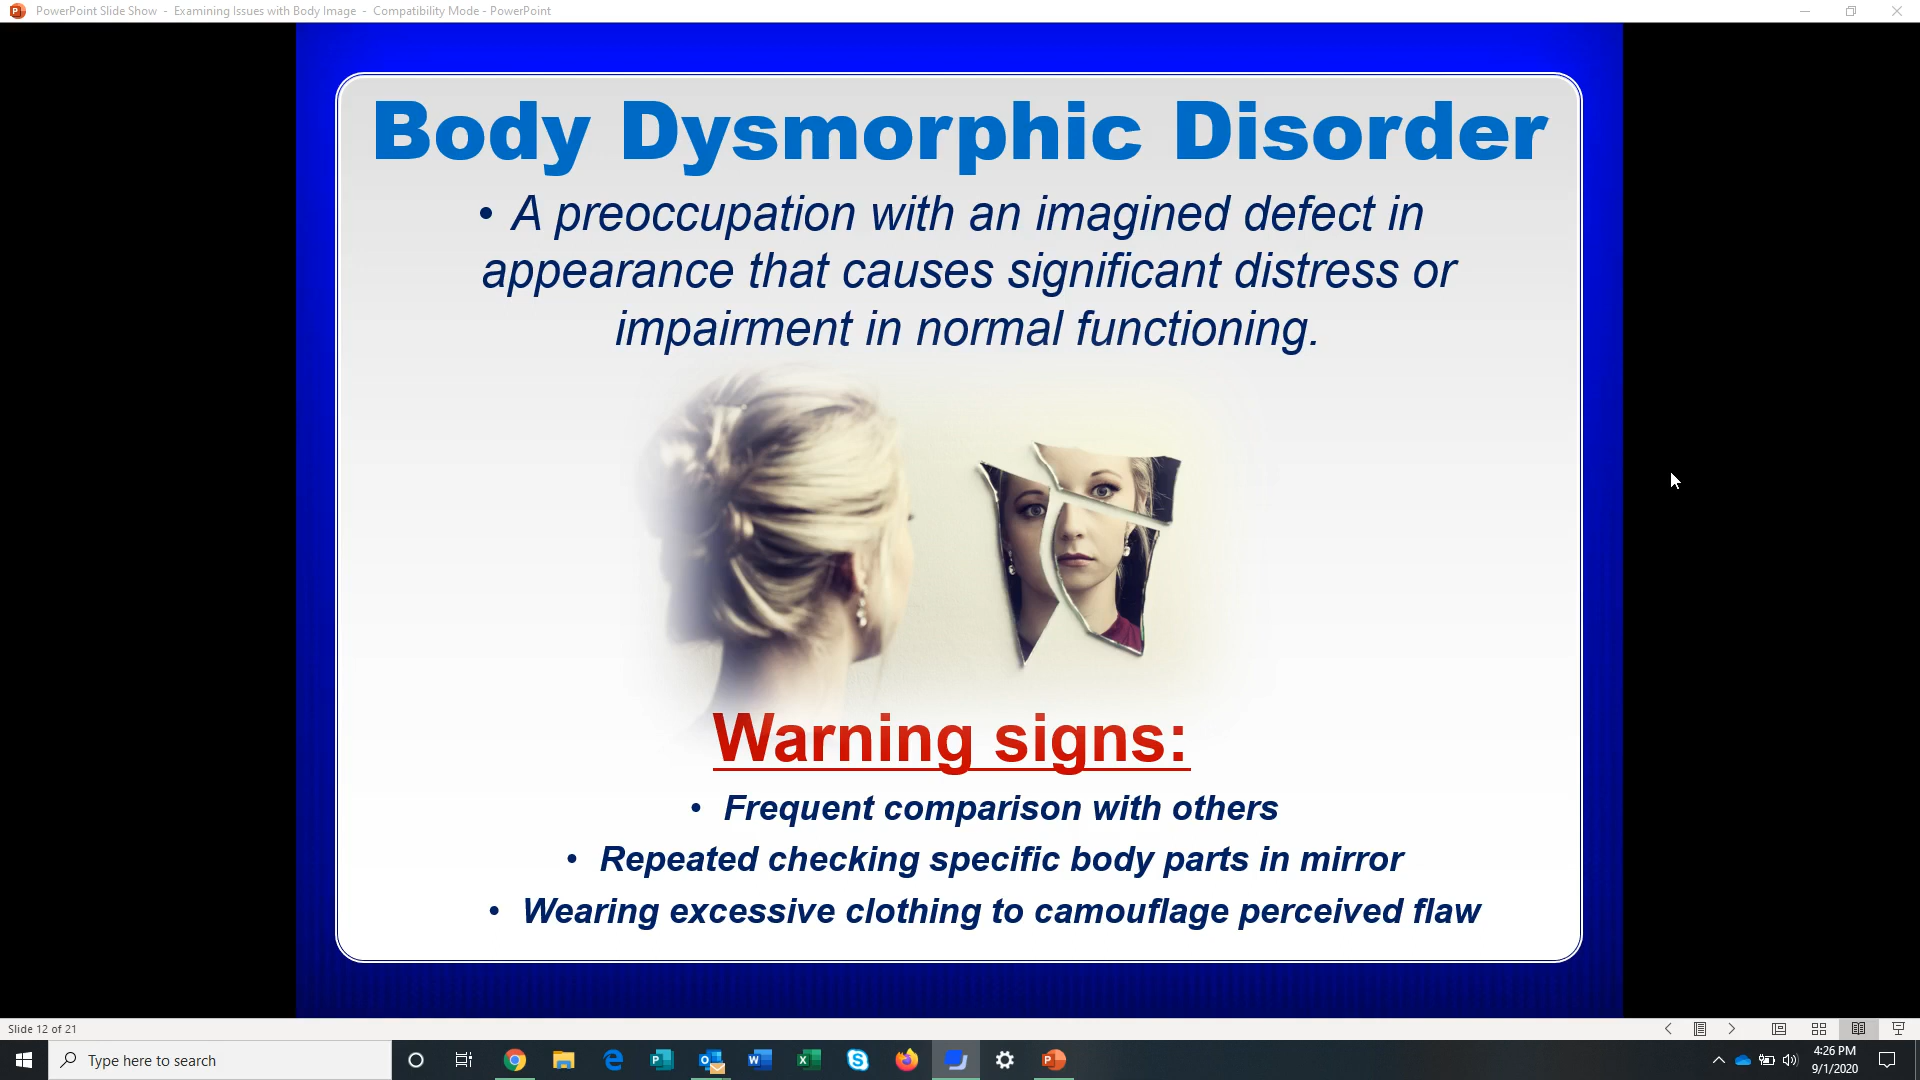 PowerPoint Slide Show - Examining Issues with Body Image - Compatibility Mode - PowerPoint
Body Dysmorphic Disorder
• A preoccupation with an imagined defect in
appearance that causes significant distress or
impairment in normal functioning.
Warning signs:
• Frequent comparison with others
• Repeated checking specific body parts in mirror
• Wearing excessive clothing to camouflage perceived flaw
Slide 12 of 21
Type here to search
4:26 PM
9/1/2020